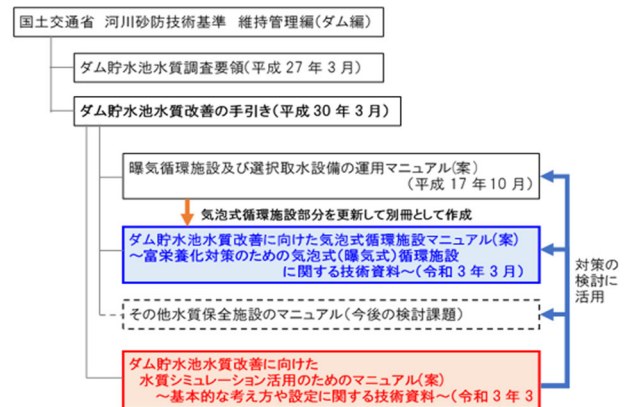 国土交通省 河川砂防技術基準 維持管理編(ダム編)
ダム貯水池水質調査要領(平成 27 年 3 月)
ダム貯水池水質改善の手引き(平成 30 年 3 月)
曝気循環施設及び選択取水設備の運用マニュアル(案)
(平成 17 年 10 月)
気泡式循環施設部分を更新して別冊として作成
ダム貯水池水質改善に向けた気泡式循環施設マニュアル(案)
～富栄養化対策のための気泡式(曝気式)循環施設
に関する技術資料～(令和 3 年 3 月)
対策の
検討に
活用
その他水質保全施設のマニュアル(今後の検討課題)
ダム貯水池水質改善に向けた
水質シミュレーション活用のためのマニュアル(案)
～基本的な考え方や設定に関する技術資料～(令和 3 年 3